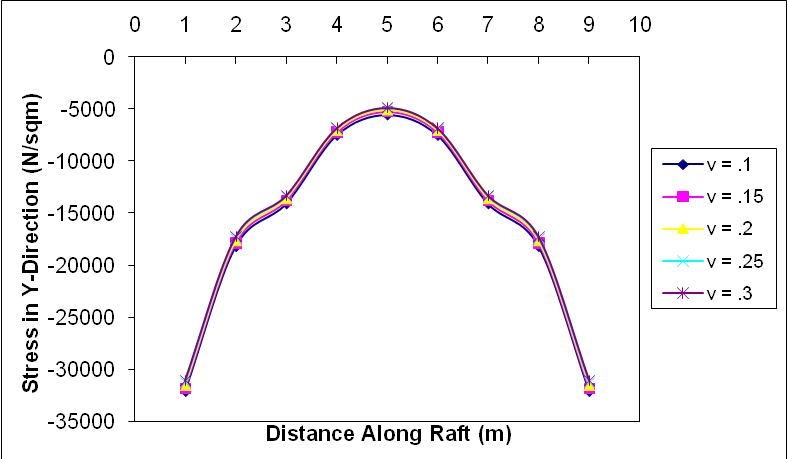 0 1 2 3 4 5 6 7 8 9 10
0
-5000
-10000
-15000
-20000
-25000
-30000
-35000
Stress in Y-Direction (N/sqm)
Distance Along Raft (m)
v = .1
v = .15
v = .2
v = .25
v = .3